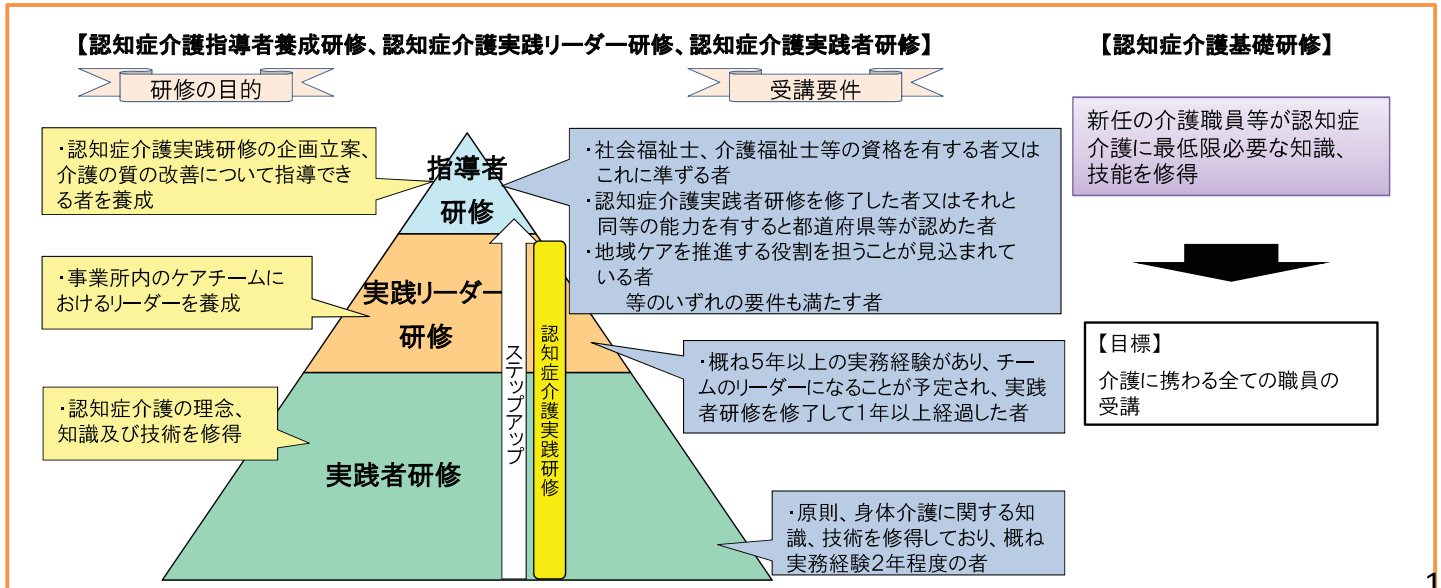 【認知症介護指導者養成研修、認知症介護実践リーダー研修、認知症介護実践者研修】
【認知症介護基礎研修】
研修の目的
受講要件
・認知症介護実践研修の企画立案、
介護の質の改善について指導でき
る者を養成
指導者
研修
・社会福祉士、介護福祉士等の資格を有する者又は
これに準ずる者
・認知症介護実践者研修を修了した者又はそれと
同等の能力を有すると都道府県等が認めた者
・地域ケアを推進する役割を担うことが見込まれて
いる者
等のいずれの要件も満たす者
新任の介護職員等が認知症
介護に最低限必要な知識、
技能を修得
・事業所内のケアチームに
おけるリーダーを養成
実践リーダー
研修
ステップアップ
認知症介護実践研修
・概ね5年以上の実務経験があり、チー
ムのリーダーになることが予定され、実践
者研修を修了して1年以上経過した者
【目標】
介護に携わる全ての職員の
受講
・認知症介護の理念、
知識及び技術を修得
実践者研修
・原則、身体介護に関する知
識、技術を修得しており、概ね
実務経験2年程度の者
1